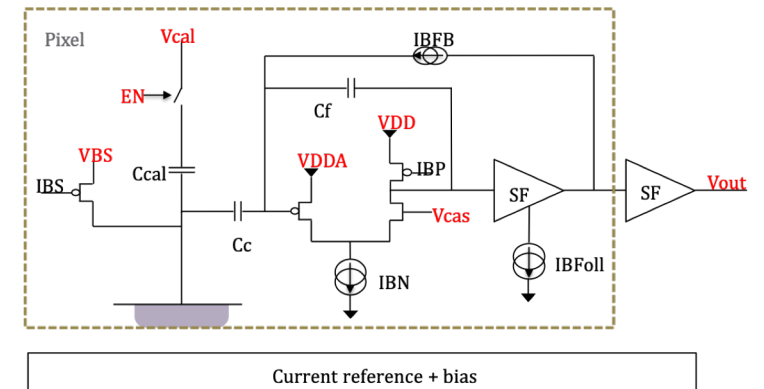 Pixel
Vcal
IBFB
EN
Cf
VDD
VBS
Ccal
VDDA
IBP
IBS
SF
SF
Vout
Vcas
Cc
IBN
IBFoll
Current reference + bias